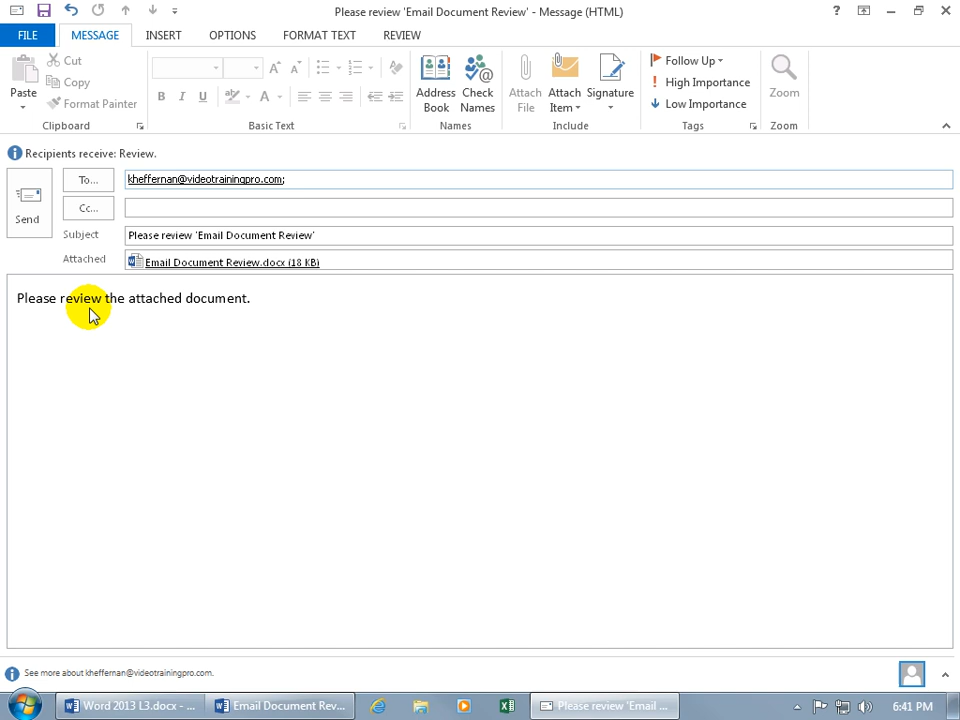 Please review 'Email Document Review' - Message (HTML)
?
FILE
MESSAGE
INSERT
OPTIONS
FORMAT TEXT
REVIEW
Paste
Cut
Copy
Format Painter
Clipboard
B I U A
Basic Text
Address Book
Check Names
Names
Attach File
Attach Item
Signature
Include
Follow Up
High Importance
Low Importance
Tags
Zoom
Zoom
Recipients receive: Review.
Send
To...
kheffernan@videotrainingpro.com;
Cc...
Subject
Please review 'Email Document Review'
Attached
Email Document Review.docx (18 KB)
Please review the attached document.
See more about kheffernan@videotrainingpro.com.
Word 2013 L3.docx - ...
Email Document Rev...
Please review 'Email ...
6:41 PM